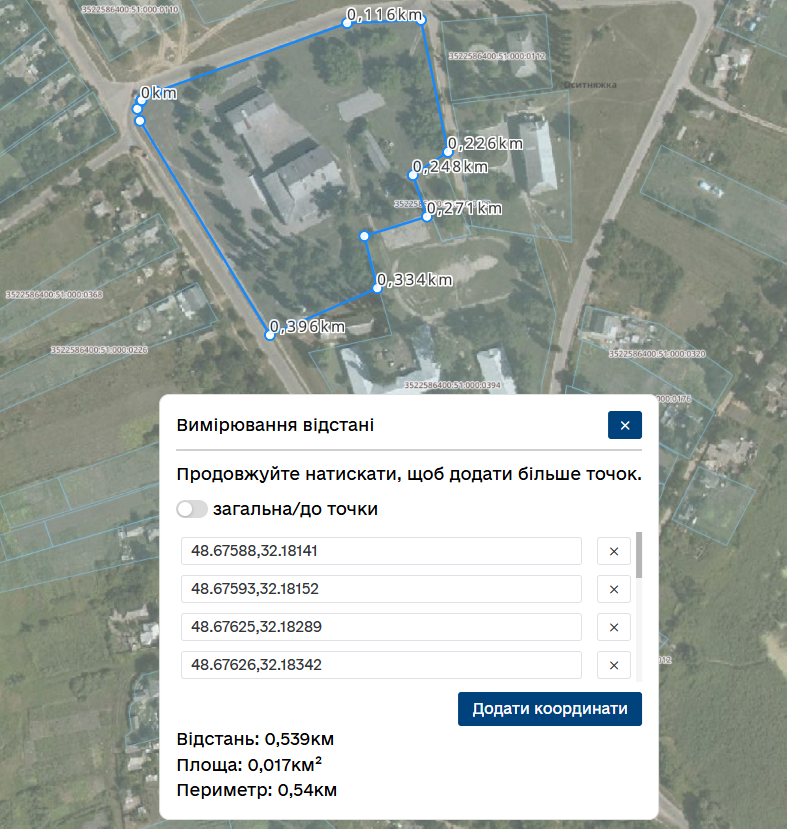 3522586400:51:000:0110
0,116km
3522586400:51:000:0112
Оситняжка
0km
0,226km
0,248km
0,271km
0,334km
3522586400:51:000:0368
0,396km
3522586400:51:000:0226
3522586400:51:000:0320
3522586400:51:000:0394
Вимірювання відстані
×
Продовжуйте натискати, щоб додати більше точок.
загальна/до точки
48.67588,32.18141 ×
48.67593,32.18152 ×
48.67625,32.18289 ×
48.67626,32.18342 ×
Додати координати
Відстань: 0,539км
Площа: 0,017км²
Периметр: 0,54км